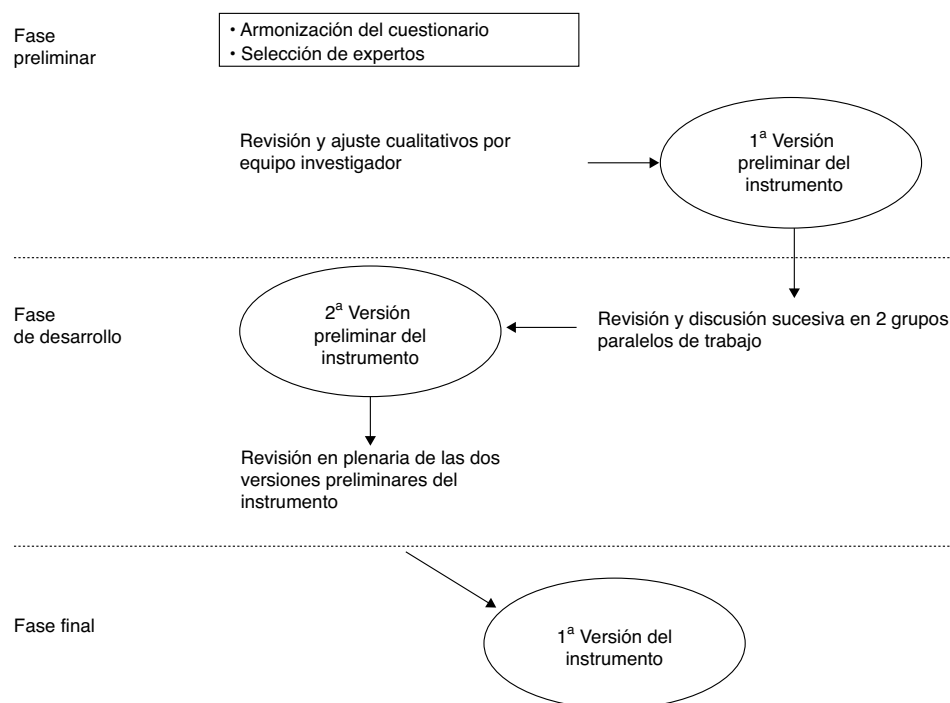 Fase
preliminar
• Armonización del cuestionario
• Selección de expertos
Revisión y ajuste cualitativos por
equipo investigador
1ª Versión
preliminar del
instrumento
Fase
de desarrollo
2ª Versión
preliminar del
instrumento
Revisión y discusión sucesiva en 2 grupos
paralelos de trabajo
Revisión en plenaria de las dos
versiones preliminares del
instrumento
Fase final
1ª Versión del
instrumento